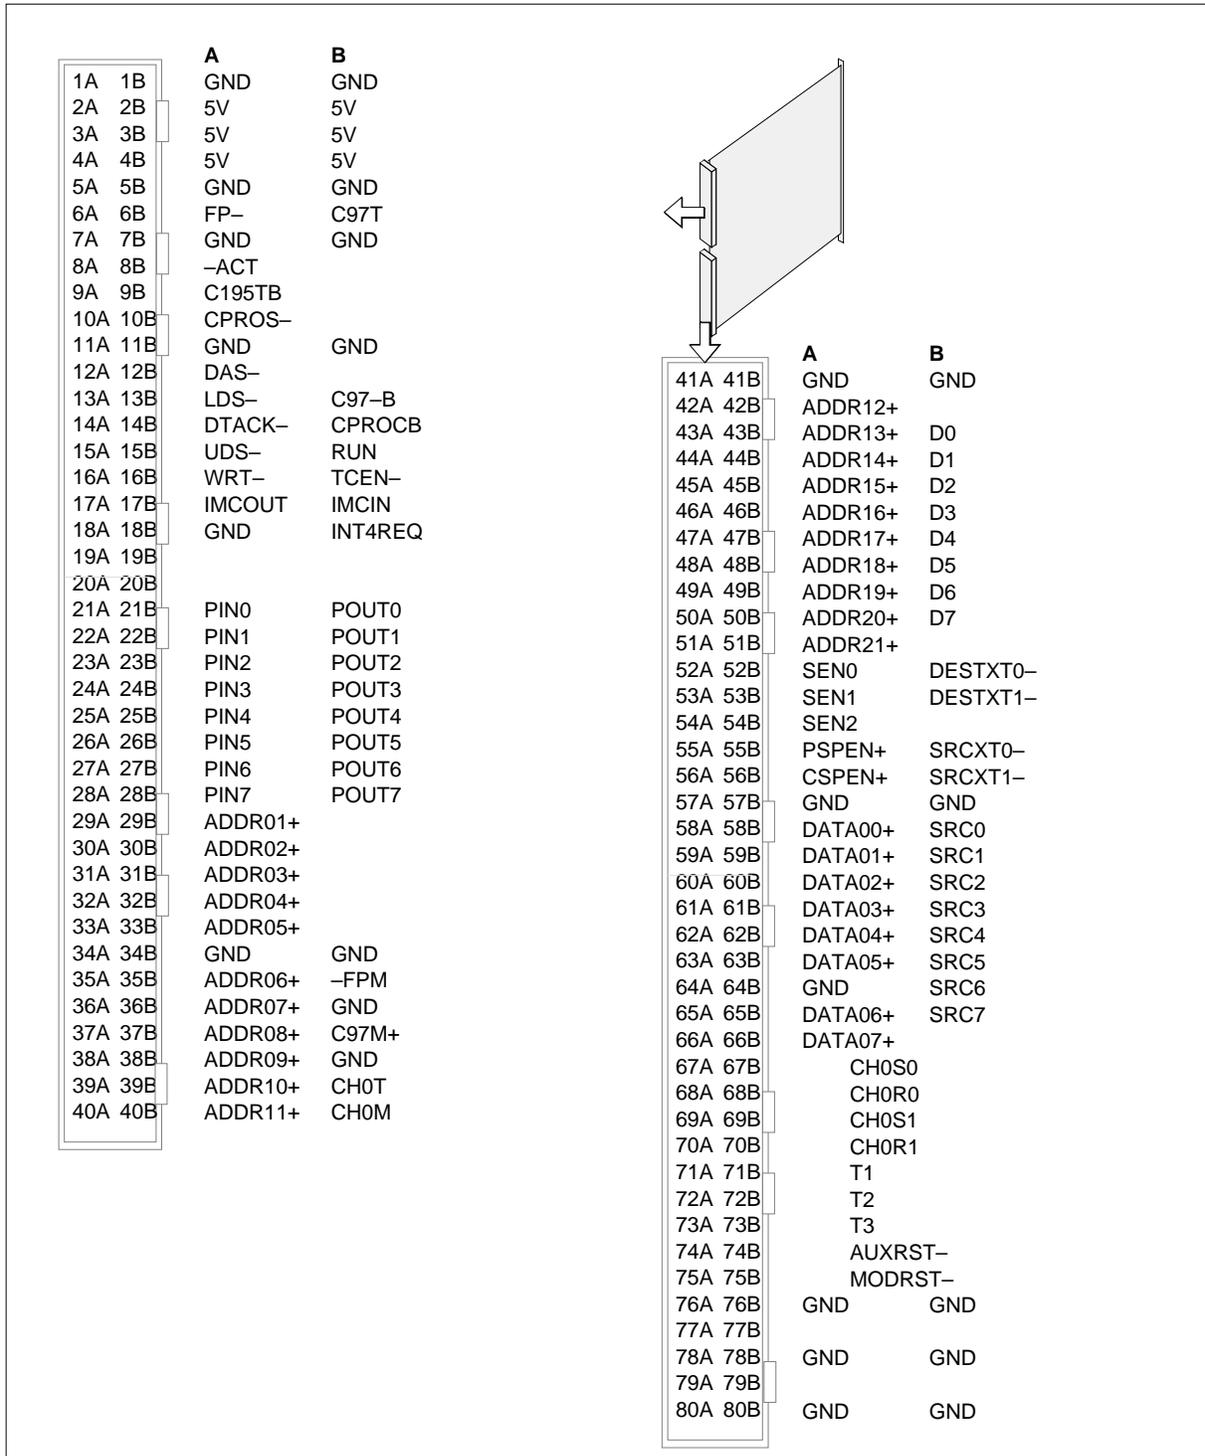 A B
1A 1B GND GND
2A 2B 5V 5V
3A 3B 5V 5V
4A 4B 5V 5V
5A 5B GND GND
6A 6B FP– C97T
7A 7B GND GND
8A 8B –ACT
9A 9B C195TB
10A 10B CPROS–
11A 11B GND GND
12A 12B DAS–
13A 13B LDS– C97–B
14A 14B DTACK– CPROCB
15A 15B UDS– RUN
16A 16B WRT– TCEN–
17A 17B IMCOUT IMCIN
18A 18B GND INT4REQ
19A 19B
20A 20B
21A 21B PIN0 POUT0
22A 22B PIN1 POUT1
23A 23B PIN2 POUT2
24A 24B PIN3 POUT3
25A 25B PIN4 POUT4
26A 26B PIN5 POUT5
27A 27B PIN6 POUT6
28A 28B PIN7 POUT7
29A 29B ADDR01+
30A 30B ADDR02+
31A 31B ADDR03+
32A 32B ADDR04+
33A 33B ADDR05+
34A 34B GND GND
35A 35B ADDR06+ –FPM
36A 36B ADDR07+ GND
37A 37B ADDR08+ C97M+
38A 38B ADDR09+ GND
39A 39B ADDR10+ CH0T
40A 40B ADDR11+ CH0M
A B
41A 41B GND GND
42A 42B ADDR12+
43A 43B ADDR13+ D0
44A 44B ADDR14+ D1
45A 45B ADDR15+ D2
46A 46B ADDR16+ D3
47A 47B ADDR17+ D4
48A 48B ADDR18+ D5
49A 49B ADDR19+ D6
50A 50B ADDR20+ D7
51A 51B ADDR21+
52A 52B SEN0 DESTXT0–
53A 53B SEN1 DESTXT1–
54A 54B SEN2
55A 55B PSPEN+ SRCXT0–
56A 56B CSPEN+ SRCXT1–
57A 57B GND GND
58A 58B DATA00+ SRC0
59A 59B DATA01+ SRC1
60A 60B DATA02+ SRC2
61A 61B DATA03+ SRC3
62A 62B DATA04+ SRC4
63A 63B DATA05+ SRC5
64A 64B GND SRC6
65A 65B DATA06+ SRC7
66A 66B DATA07+
67A 67B CH0S0
68A 68B CH0R0
69A 69B CH0S1
70A 70B CH0R1
71A 71B T1
72A 72B T2
73A 73B T3
74A 74B AUXRST–
75A 75B MODRST–
76A 76B GND GND
77A 77B
78A 78B GND GND
79A 79B
80A 80B GND GND